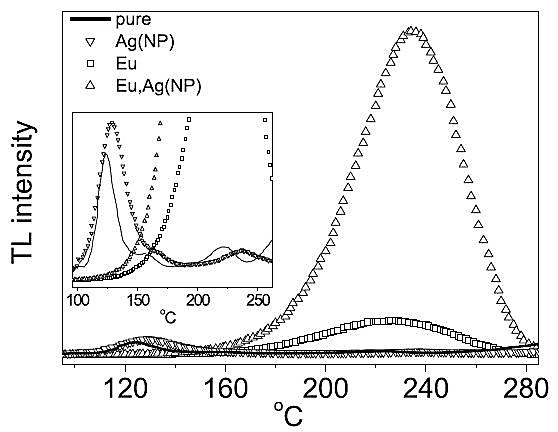 pure
Ag(NP)
Eu
Eu,Ag(NP)
TL intensity
100 150 200 250
°C
120 160 200 240 280
°C